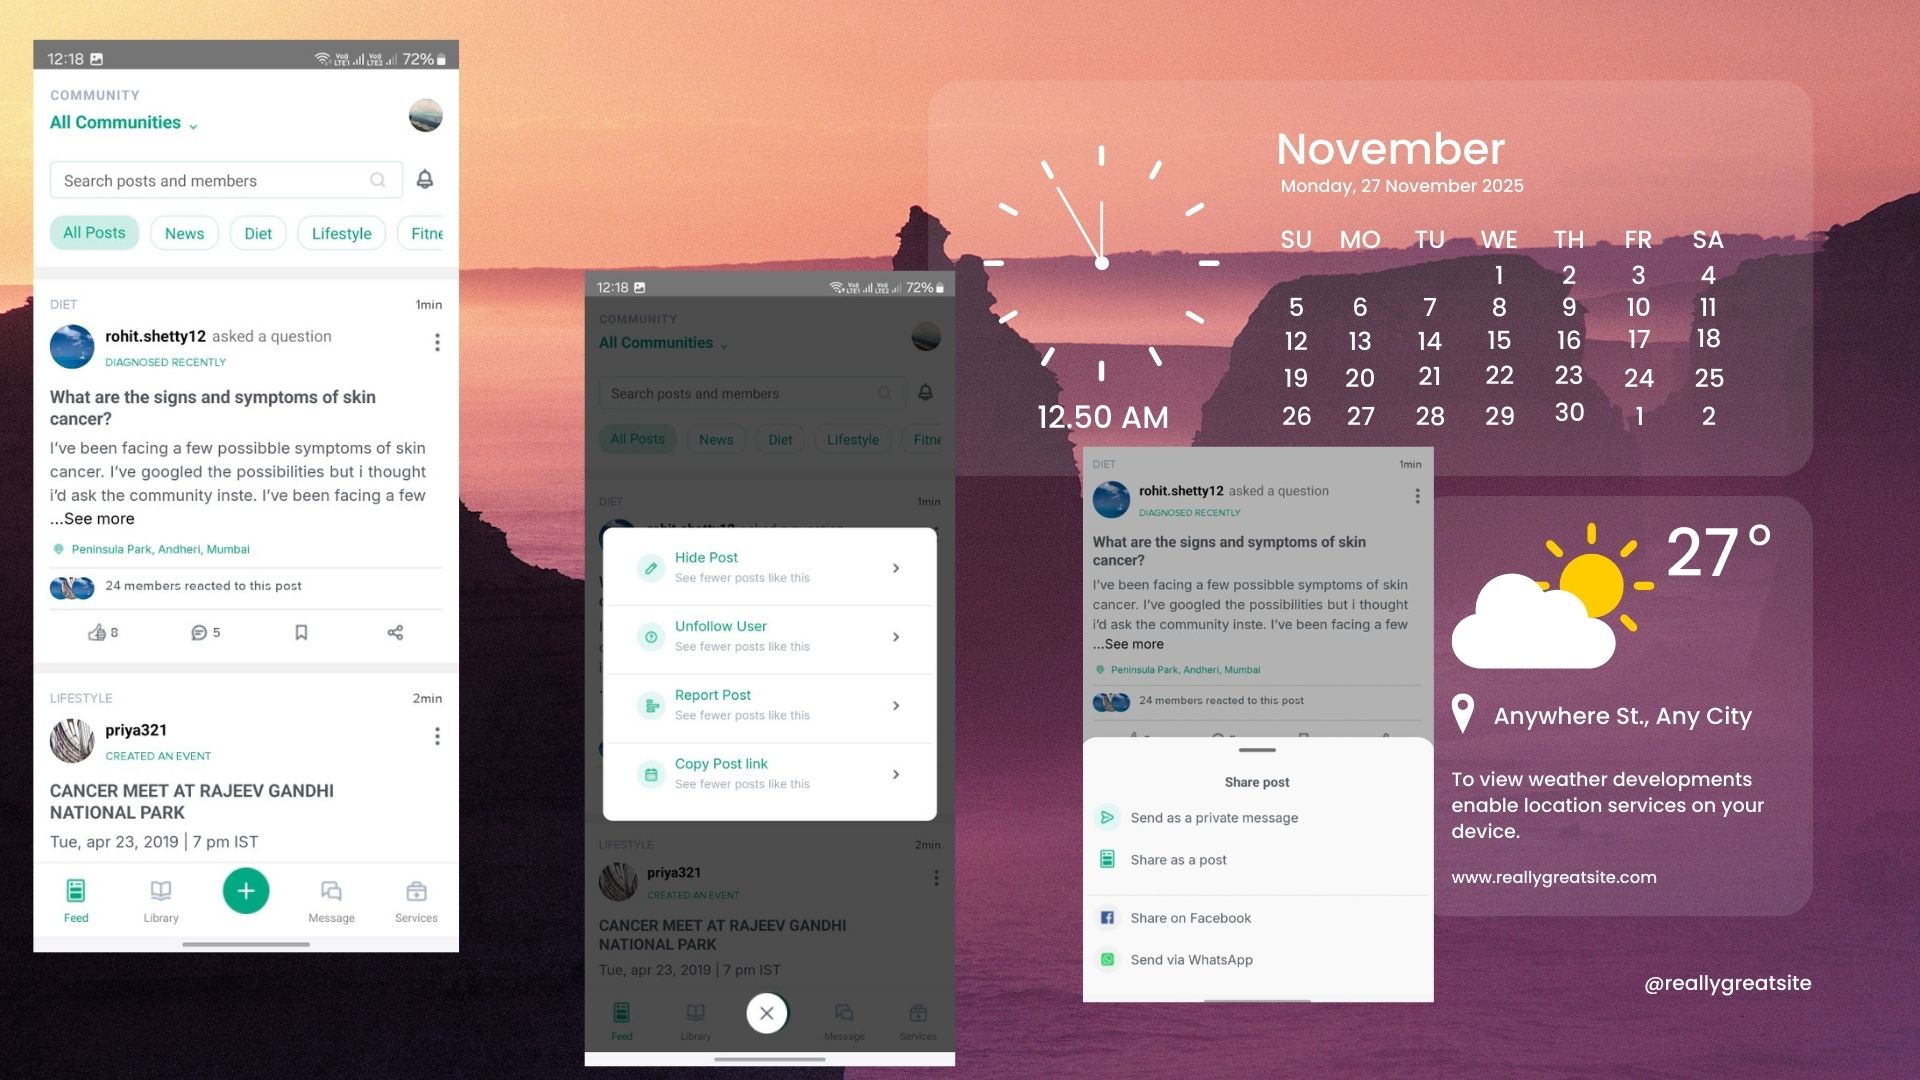 12:18
Vo)) LTE1 Vo)) LTE2 72%
COMMUNITY
All Communities
Search posts and members
All Posts News Diet Lifestyle Fitne
DIET 1min
rohit.shetty12 asked a question
DIAGNOSED RECENTLY
What are the signs and symptoms of skin
cancer?
I've been facing a few possibble symptoms of skin
cancer. I've googled the possibilities but i thought
i'd ask the community inste. I've been facing a few
...See more
Peninsula Park, Andheri, Mumbai
24 members reacted to this post
8 5
LIFESTYLE 2min
priya321
CREATED AN EVENT
CANCER MEET AT RAJEEV GANDHI
NATIONAL PARK
Tue, apr 23, 2019 | 7 pm IST
Feed Library Message Services
12:18
Vo)) LTE1 Vo)) LTE2 72%
COMMUNITY
All Communities
Search posts and members
All Posts News Diet Lifestyle Fitne
DIET 1min
rohit.shetty12 asked a question
Hide Post
See fewer posts like this
Unfollow User
See fewer posts like this
Report Post
See fewer posts like this
Copy Post link
See fewer posts like this
LIFESTYLE 2min
priya321
CREATED AN EVENT
CANCER MEET AT RAJEEV GANDHI
NATIONAL PARK
Tue, apr 23, 2019 | 7 pm IST
Feed Library Message Services
12.50 AM
November
Monday, 27 November 2025
SU MO TU WE TH FR SA
1 2 3 4
5 6 7 8 9 10 11
12 13 14 15 16 17 18
19 20 21 22 23 24 25
26 27 28 29 30 1 2
DIET 1min
rohit.shetty12 asked a question
DIAGNOSED RECENTLY
What are the signs and symptoms of skin
cancer?
I've been facing a few possibble symptoms of skin
cancer. I've googled the possibilities but i thought
i'd ask the community inste. I've been facing a few
...See more
Peninsula Park, Andheri, Mumbai
24 members reacted to this post
Share post
Send as a private message
Share as a post
Share on Facebook
Send via WhatsApp
27°
Anywhere St., Any City
To view weather developments
enable location services on your
device.
www.reallygreatsite.com
@reallygreatsite